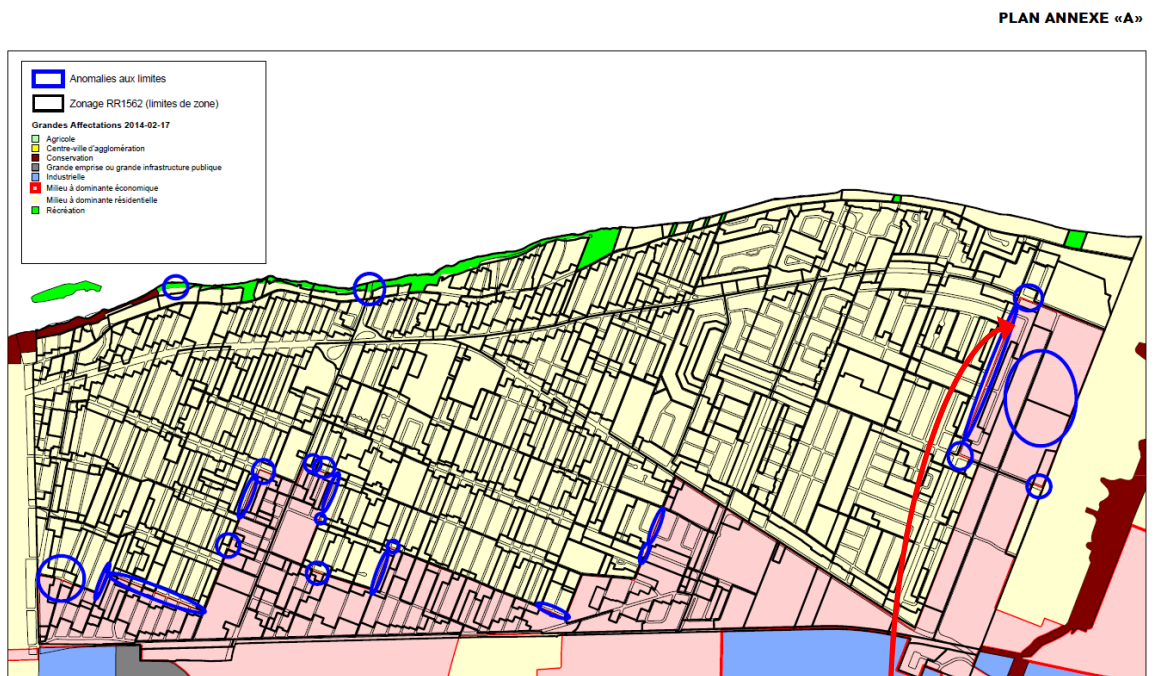 PLAN ANNEXE «A»
Anomalies aux limites
Zonage RR1562 (limites de zone)
Grandes Affectations 2014-02-17
Agricole
Centre-ville d'agglomération
Conservation
Grande emprise ou grande infrastructure publique
Industrielle
Milieu à dominante économique
Milieu à dominante résidentielle
Récréation